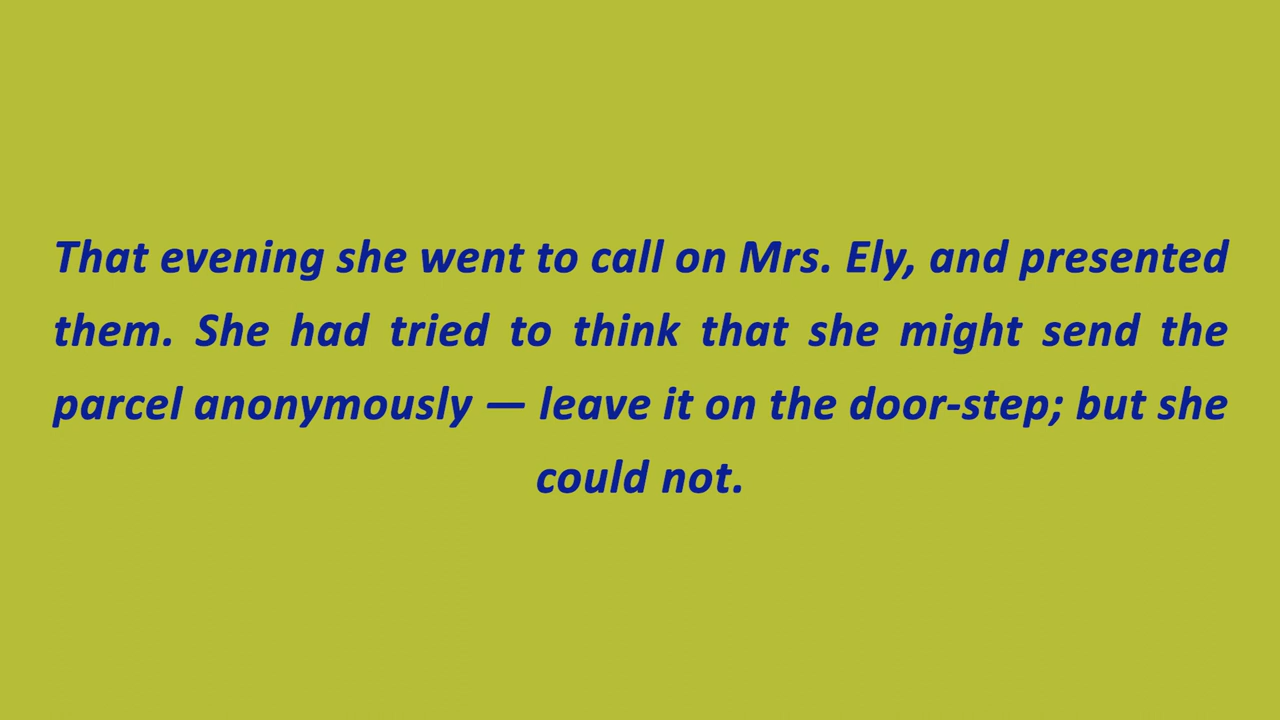 That evening she went to call on Mrs. Ely, and presented
them. She had tried to think that she might send the
parcel anonymously — leave it on the door-step; but she
could not.